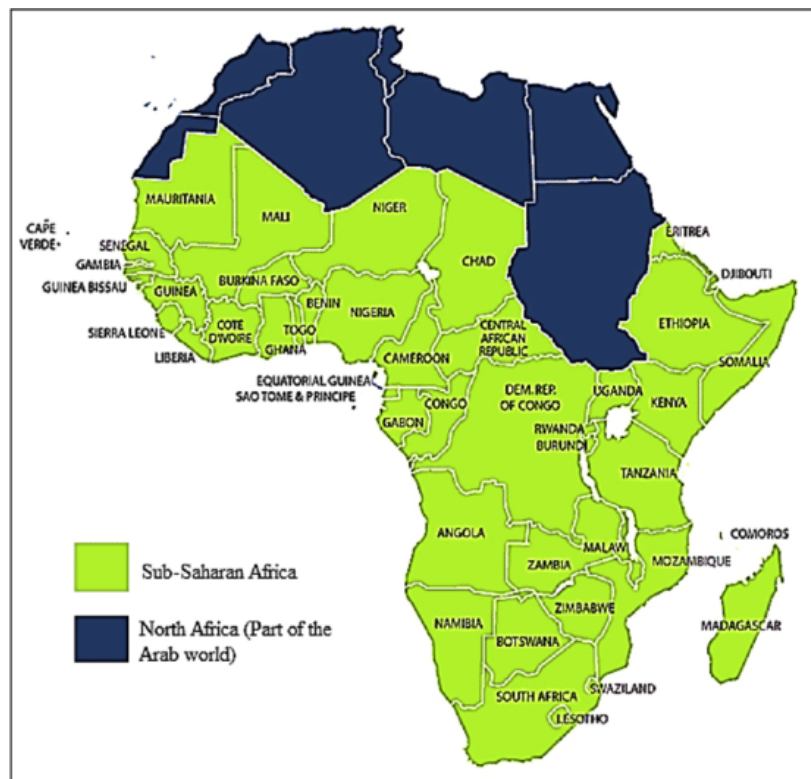 MAURITANIA
MALI
NIGER
CHAD
ERITREA
CAPE
VERDE
SENEGAL
GAMBIA
GUINEA BISSAU
GUINEA
BURKINA FASO
BENIN
NIGERIA
DJIBOUTI
ETHIOPIA
SIERRA LEONE
LIBERIA
COTE
D'IVOIRE
GHANA
TOGO
CAMEROON
CENTRAL
AFRICAN
REPUBLIC
SOMALIA
EQUATORIAL GUINEA
SAO TOME & PRINCIPE
GABON
CONGO
DEM. REP.
OF CONGO
UGANDA
KENYA
RWANDA
BURUNDI
TANZANIA
ANGOLA
ZAMBIA
MALAWI
COMOROS
MOZAMBIQUE
ZIMBABWE
MADAGASCAR
NAMIBIA
BOTSWANA
SOUTH AFRICA
SWAZILAND
LESOTHO
Sub-Saharan Africa
North Africa (Part of the
Arab world)